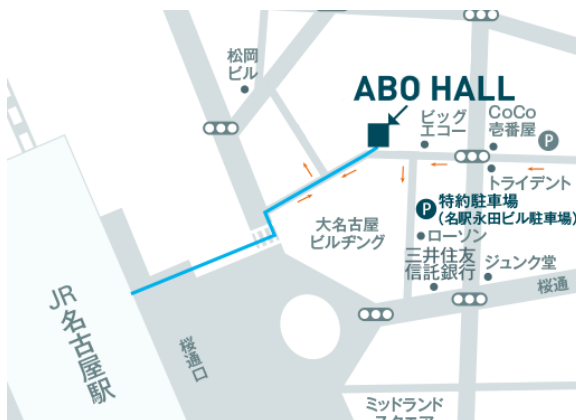 松岡
ビル
ABO HALL
ビッグ
エコー
CoCo
壱番屋
P
トライデント
P 特約駐車場
(名駅永田ビル駐車場)
大名古屋
ビルヂング
ローソン
三井住友
信託銀行
ジュンク堂
桜通
JR名古屋駅
桜通口
ミッドランド
スクエア